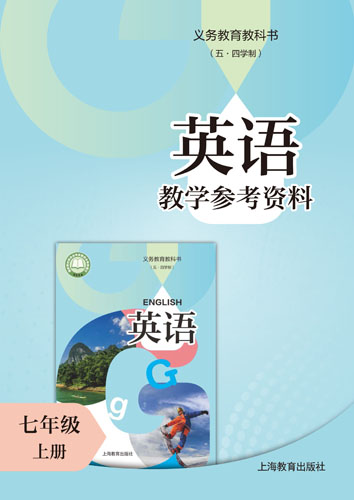 义务教育教科书
（五·四学制）
英语
教学参考资料
义务教育教科书
（五·四学制）
ENGLISH
英语
G
g
七年级
上册
上海教育出版社